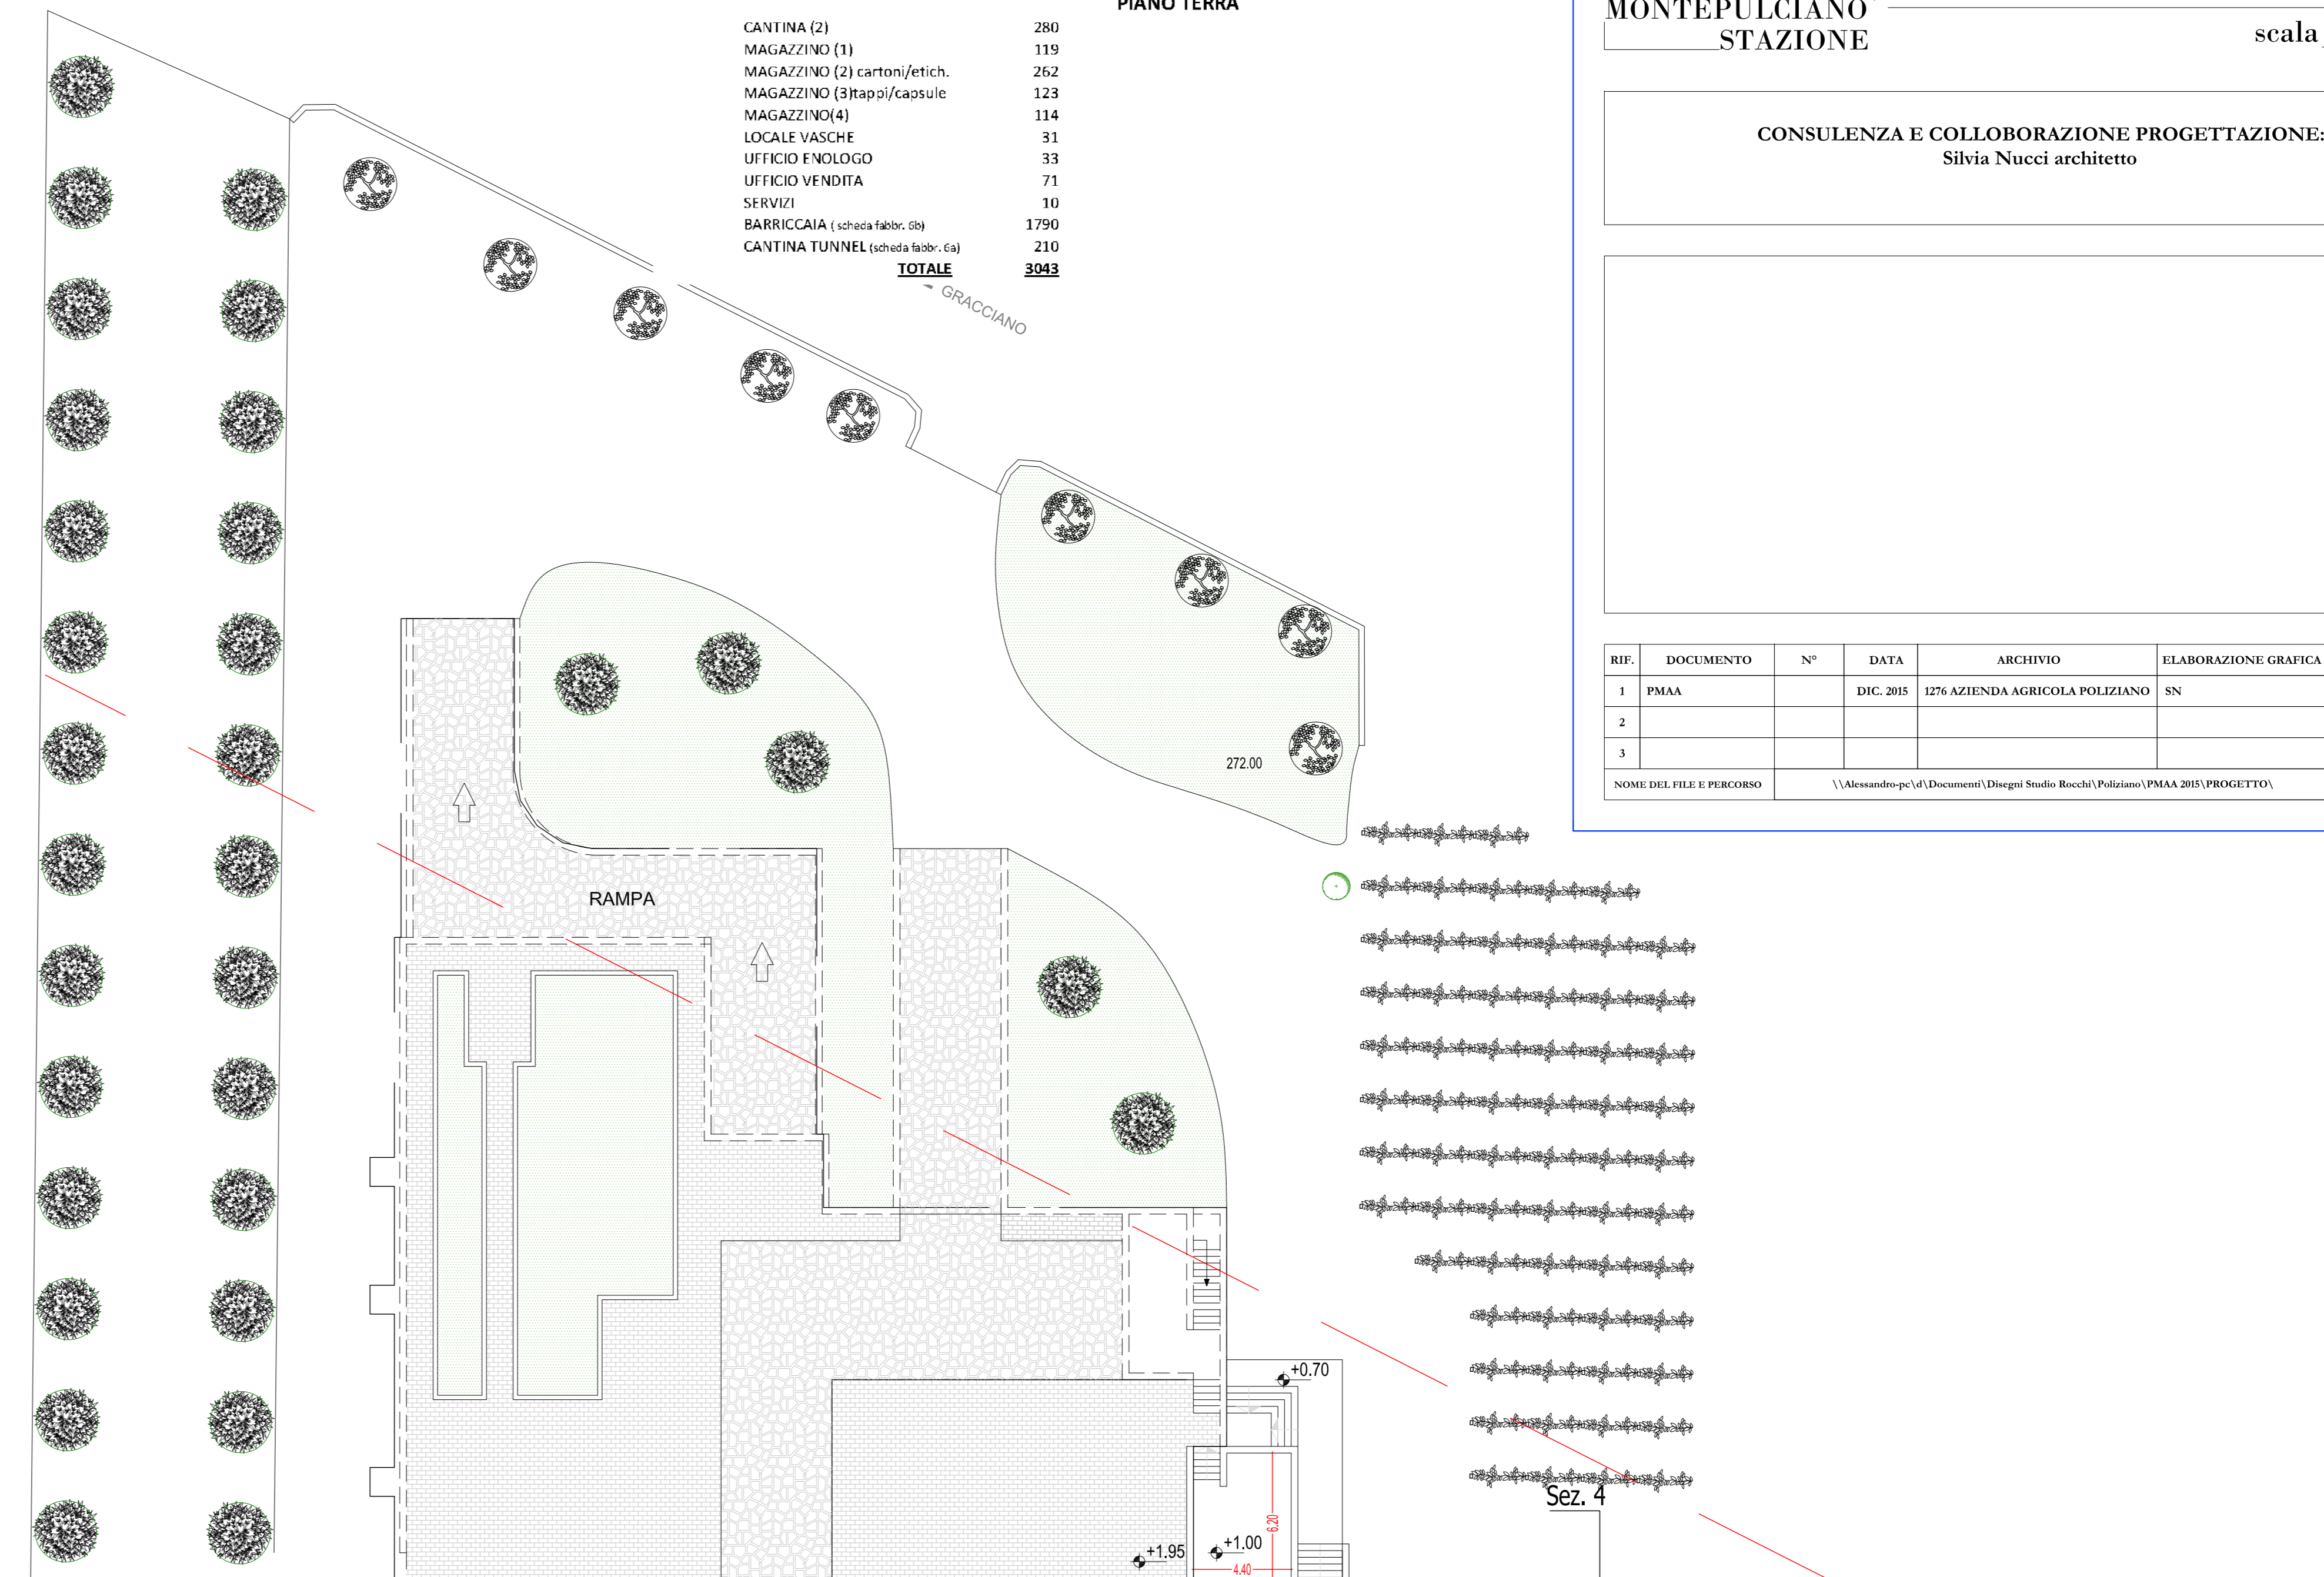 PIANO TERRA
CANTINA (2) 280
MAGAZZINO (1) 119
MAGAZZINO (2) cartoni/etich. 262
MAGAZZINO (3)tappi/capsule 123
MAGAZZINO(4) 114
LOCALE VASCHE 31
UFFICIO ENOLOGO 33
UFFICIO VENDITA 71
SERVIZI 10
BARRICCAIA ( scheda fabbr. 6b) 1790
CANTINA TUNNEL (scheda fabbr. 6a) 210
TOTALE 3043
GRACCIANO
MONTEPULCIANO
STAZIONE
scala
CONSULENZA E COLLOBORAZIONE PROGETTAZIONE:
Silvia Nucci architetto
RIF. DOCUMENTO N° DATA ARCHIVIO ELABORAZIONE GRAFICA
1 PMAA DIC. 2015 1276 AZIENDA AGRICOLA POLIZIANO SN
2
3
NOME DEL FILE E PERCORSO \\Alessandro-pc\d\Documenti\Disegni Studio Rocchi\Poliziano\PMAA 2015\PROGETTO\
272.00
RAMPA
+0.70
Sez. 4
6.20
+1.95
+1.00
4.40